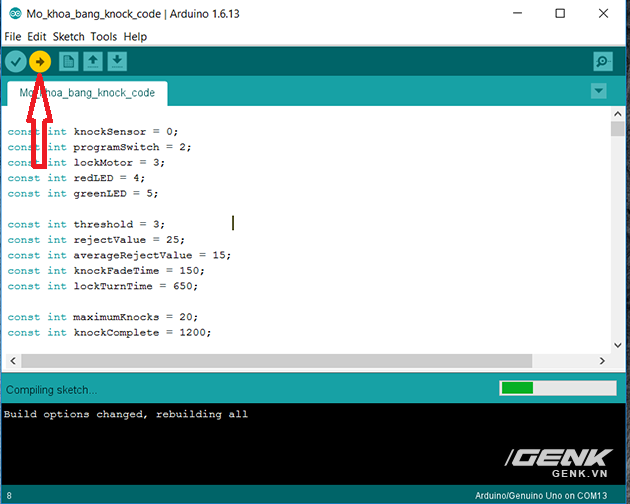 Mo_khoa_bang_knock_code | Arduino 1.6.13
File Edit Sketch Tools Help
Mo_khoa_bang_knock_code
const int knockSensor = 0;
const int programSwitch = 2;
const int lockMotor = 3;
const int redLED = 4;
const int greenLED = 5;
const int threshold = 3;
const int rejectValue = 25;
const int averageRejectValue = 15;
const int knockFadeTime = 150;
const int lockTurnTime = 650;
const int maximumKnocks = 20;
const int knockComplete = 1200;
Compiling sketch...
Build options changed, rebuilding all
/GENK
GENK.VN
8 Arduino/Genuino Uno on COM13